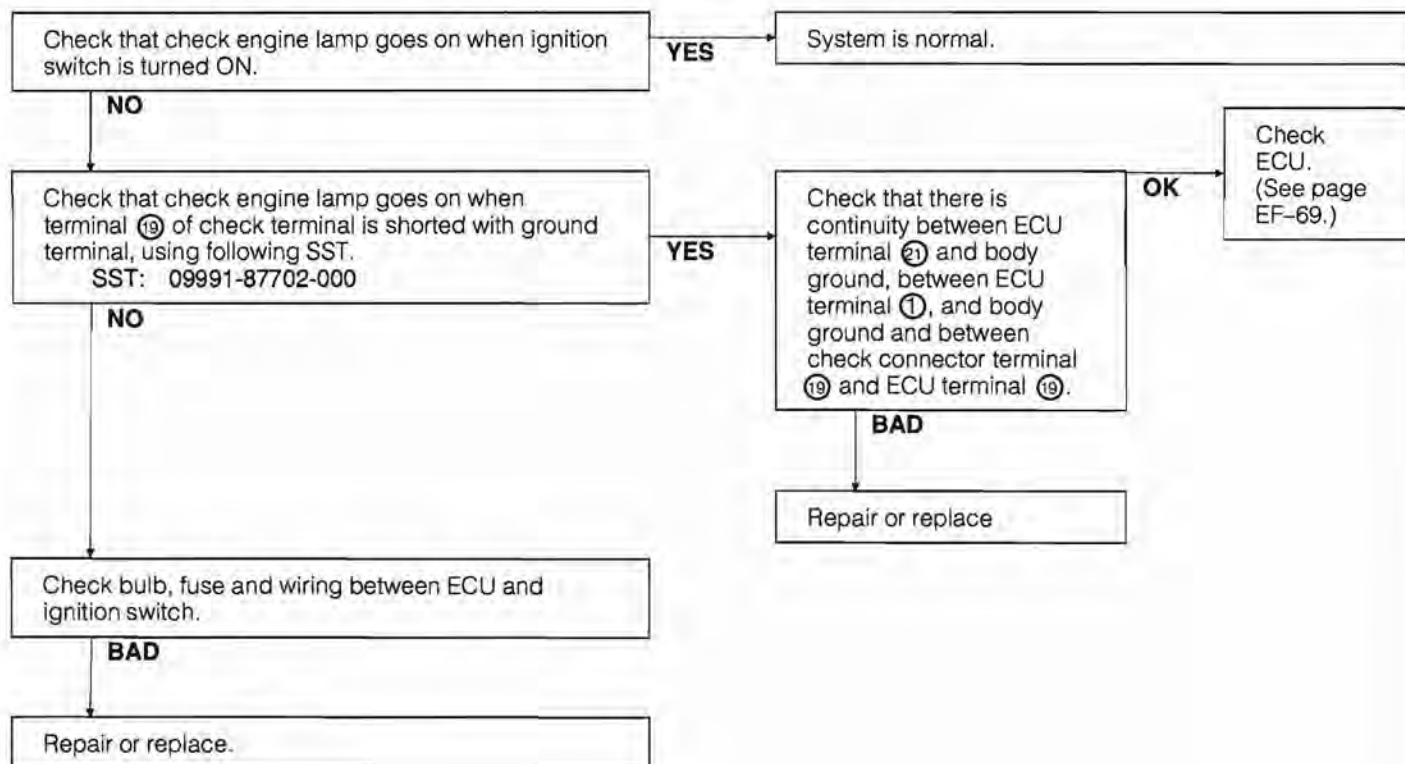 Check that check engine lamp goes on when ignition
switch is turned ON.
YES
System is normal.
NO
Check that check engine lamp goes on when
terminal ⑲ of check terminal is shorted with ground
terminal, using following SST.
SST: 09991-87702-000
YES
Check that there is
continuity between ECU
terminal ㉑ and body
ground, between ECU
terminal ①, and body
ground and between
check connector terminal
⑲ and ECU terminal ⑲.
OK
Check
ECU.
(See page
EF–69.)
BAD
Repair or replace
NO
Check bulb, fuse and wiring between ECU and
ignition switch.
BAD
Repair or replace.